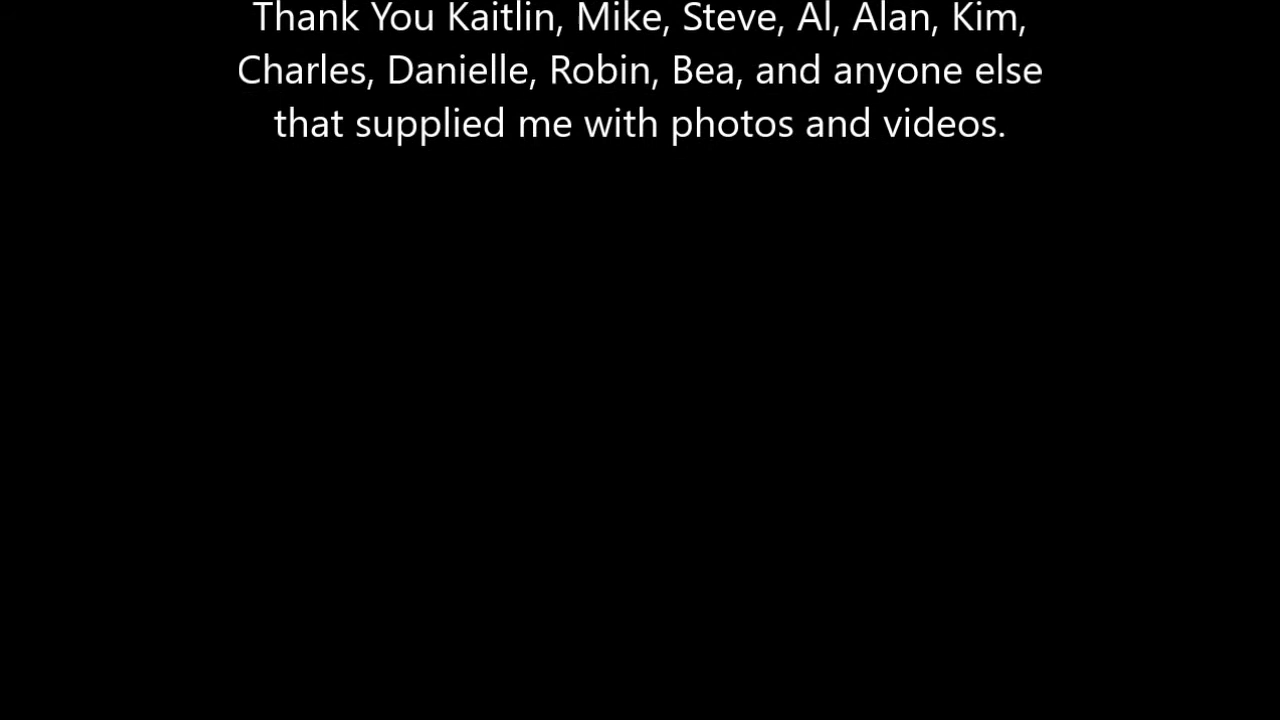 Thank You Kaitlin, Mike, Steve, Al, Alan, Kim,
Charles, Danielle, Robin, Bea, and anyone else
that supplied me with photos and videos.